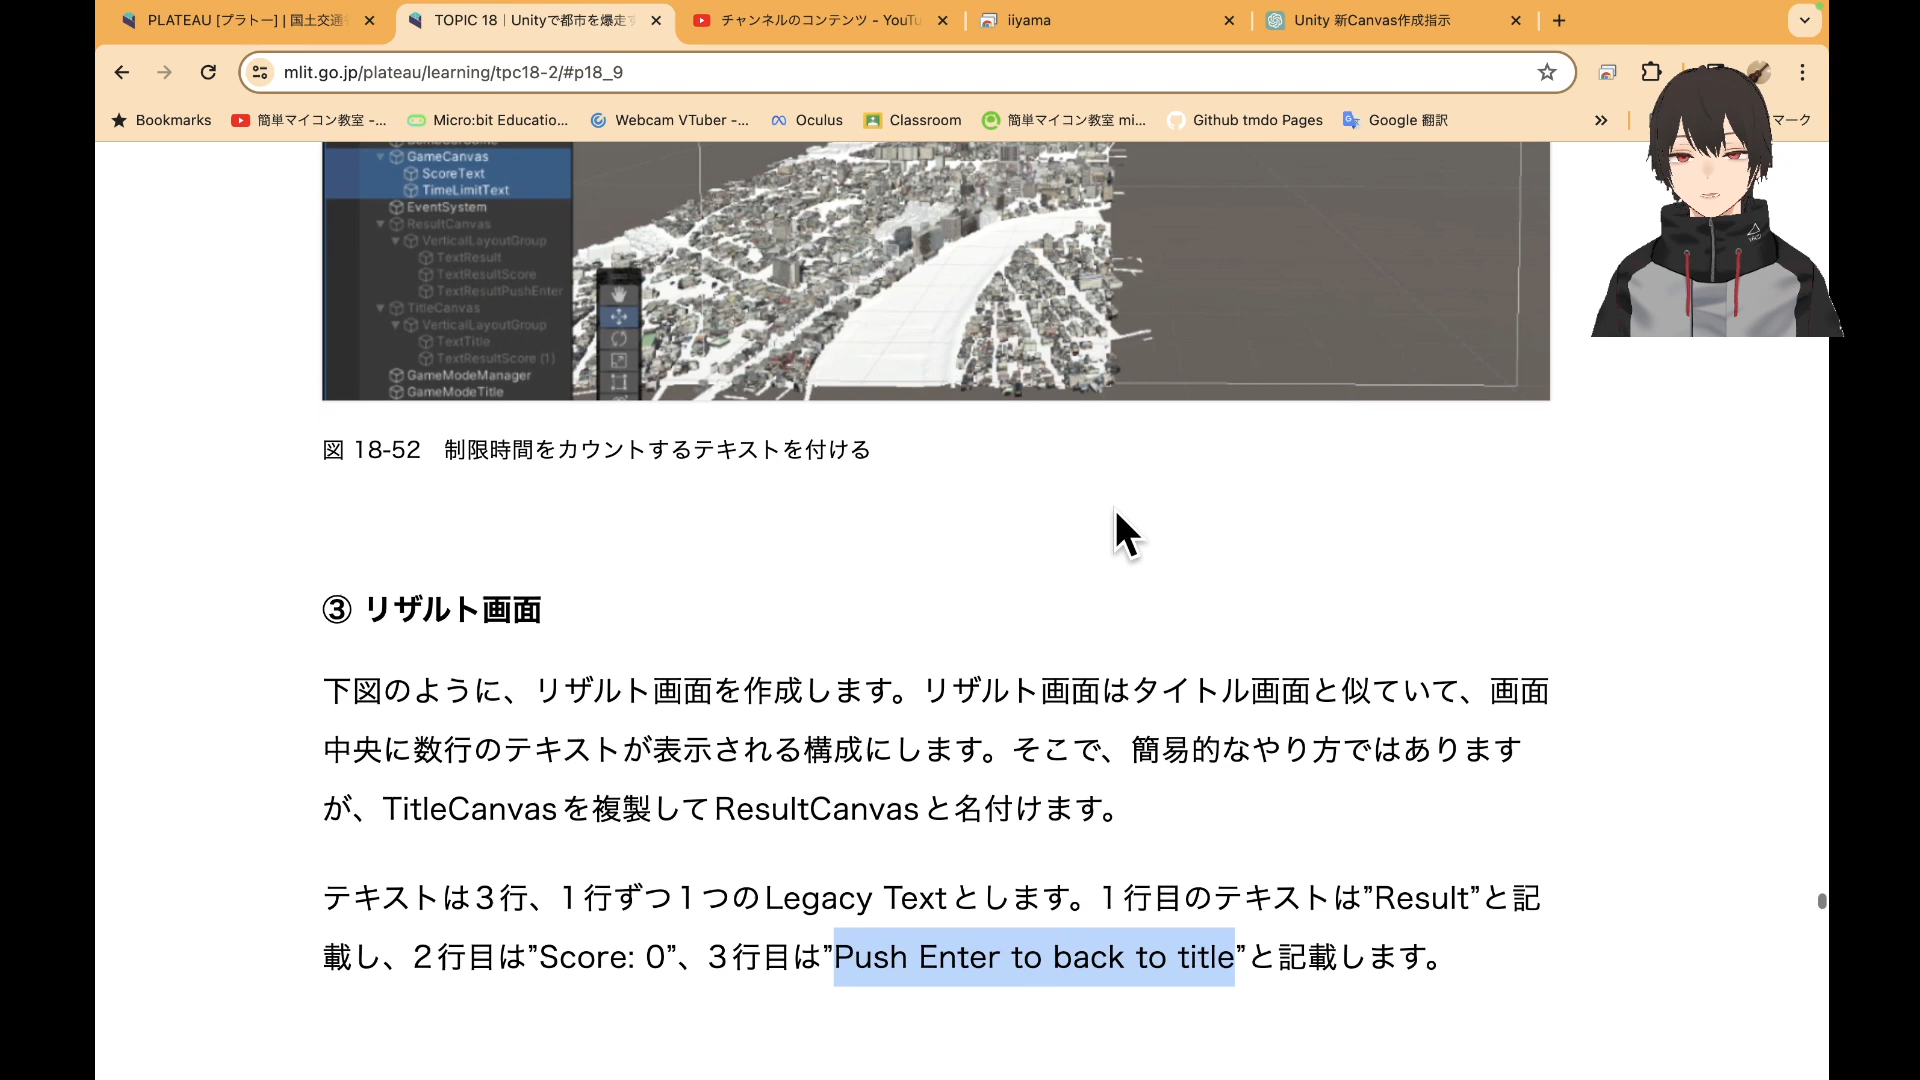 PLATEAU [プラトー] | 国土交通
TOPIC 18｜Unityで都市を爆走
チャンネルのコンテンツ - YouTu
iiyama
Unity 新Canvas作成指示
mlit.go.jp/plateau/learning/tpc18-2/#p18_9
Bookmarks
簡単マイコン教室 -...
Micro:bit Educatio...
Webcam VTuber -...
Oculus
Classroom
簡単マイコン教室 mi...
Github tmdo Pages
Google 翻訳
マーク
GameCanvas
ScoreText
TimeLimitText
EventSystem
ResultCanvas
VerticalLayoutGroup
TextResult
TextResultScore
TextResultPushEnter
TitleCanvas
VerticalLayoutGroup
TextTitle
TextResultScore (1)
GameModeManager
GameModeTitle
図 18-52　制限時間をカウントするテキストを付ける
③ リザルト画面
下図のように、リザルト画面を作成します。リザルト画面はタイトル画面と似ていて、画面
中央に数行のテキストが表示される構成にします。そこで、簡易的なやり方ではあります
が、TitleCanvasを複製してResultCanvasと名付けます。
テキストは３行、１行ずつ１つのLegacy Textとします。１行目のテキストは”Result”と記
載し、２行目は”Score: 0”、３行目は”Push Enter to back to title”と記載します。